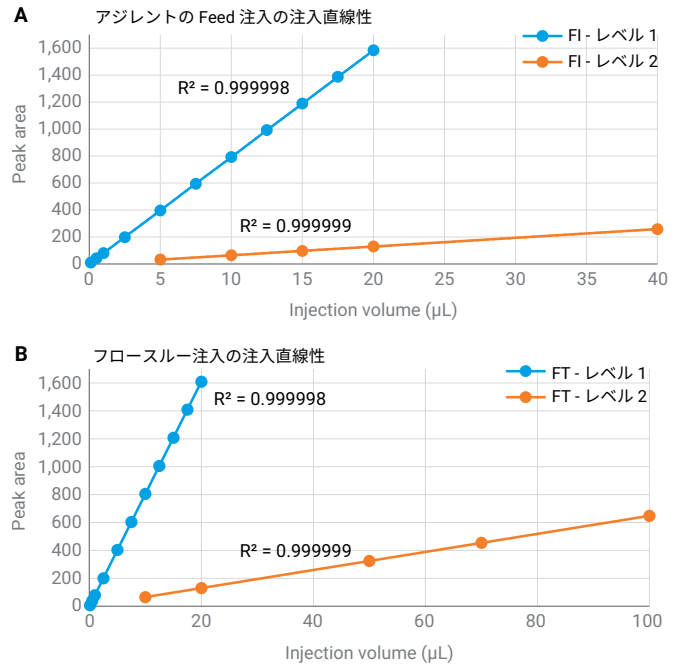 A
アジレントの Feed 注入の注入直線性
FI - レベル 1
FI - レベル 2
R² = 0.999998
R² = 0.999999
Peak area
1,600
1,400
1,200
1,000
800
600
400
200
0
0 5 10 15 20 25 30 35 40
Injection volume (µL)
B
フロースルー注入の注入直線性
FT - レベル 1
FT - レベル 2
R² = 0.999998
R² = 0.999999
Peak area
1,600
1,400
1,200
1,000
800
600
400
200
0
0 20 40 60 80 100
Injection volume (µL)